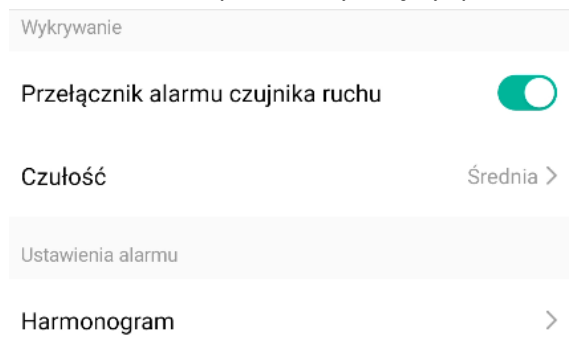 Wykrywanie
Przełącznik alarmu czujnika ruchu
Czułość
Średnia
Ustawienia alarmu
Harmonogram